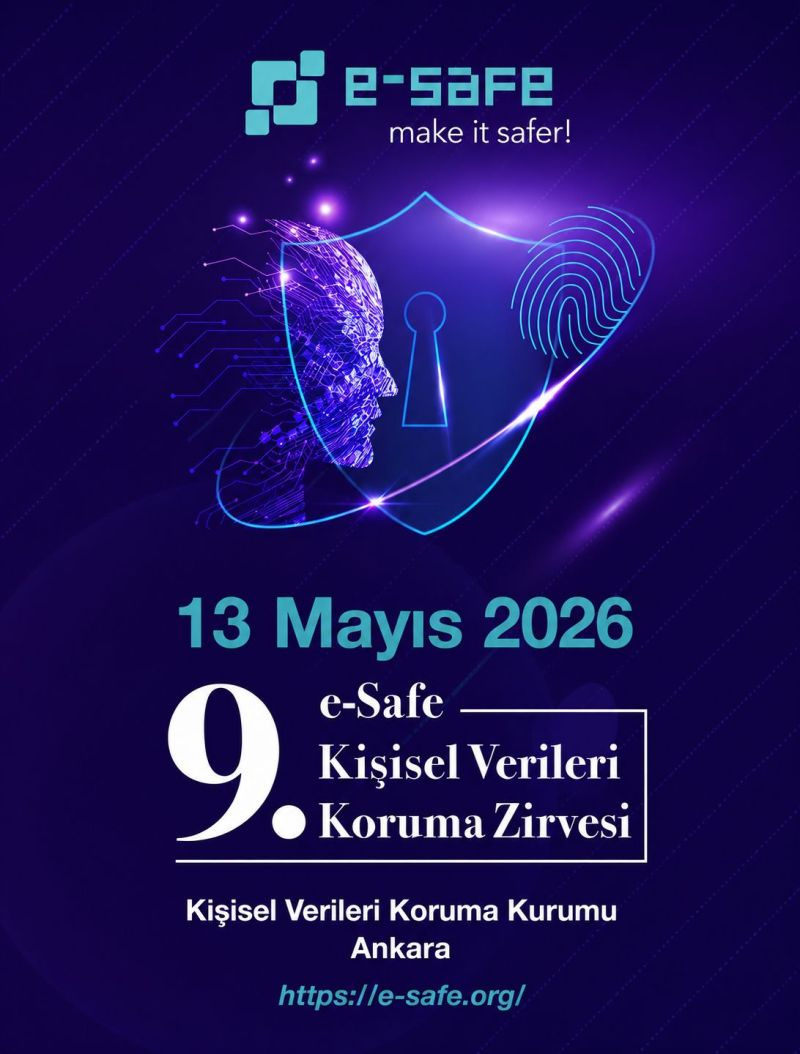 e-safe
make it safer!
13 Mayıs 2026
9.
e-Safe
Kişisel Verileri
Koruma Zirvesi
Kişisel Verileri Koruma Kurumu
Ankara
https://e-safe.org/